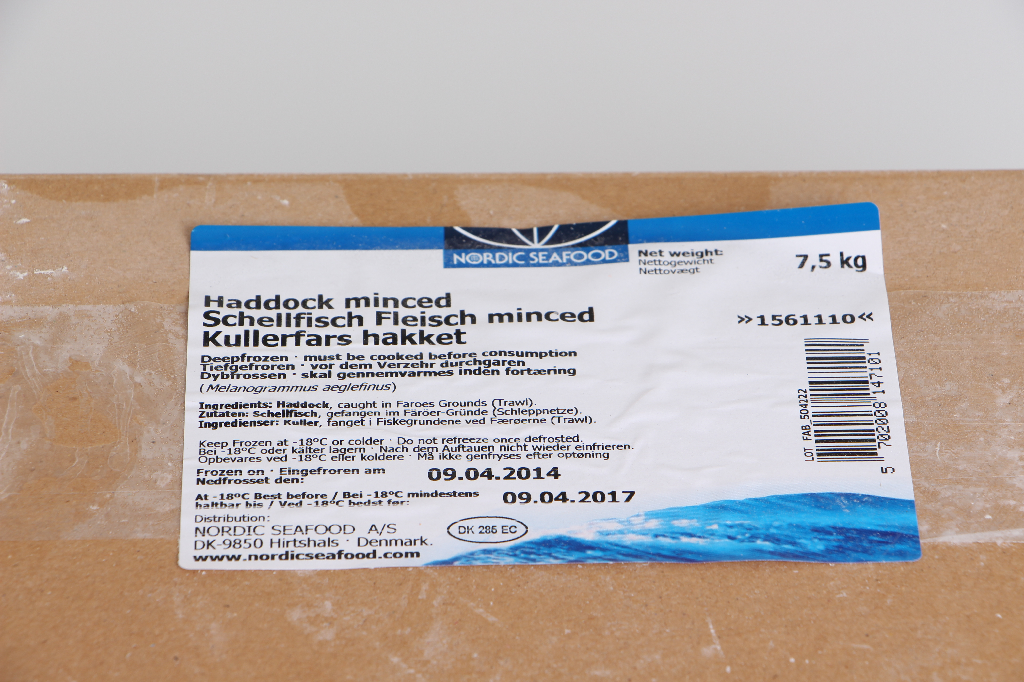 NORDIC SEAFOOD
Net weight:
Nettogewicht
Nettovægt
7,5 kg
Haddock minced
Schellfisch Fleisch minced
Kullerfars hakket
»1561110«
Deepfrozen · must be cooked before consumption
Tiefgefroren · vor dem Verzehr durchgaren
Dybfrossen · skal gennemvarmes inden fortæring
(Melanogrammus aeglefinus)
Ingredients: Haddock, caught in Faroes Grounds (Trawl).
Zutaten: Schellfisch, gefangen im Färöer-Gründe (Schleppnetze).
Ingredienser: Kuller, fanget i Fiskegrundene ved Færøerne (Trawl).
Keep Frozen at -18°C or colder · Do not refreeze once defrosted.
Bei -18°C oder kälter lagern · Nach dem Auftauen nicht wieder einfrieren.
Opbevares ved -18°C eller koldere · Må ikke genfryses efter optøning
Frozen on · Eingefroren am
Nedfrosset den:
09.04.2014
At -18°C Best before / Bei -18°C mindestens
haltbar bis / Ved -18°C bedst før:
09.04.2017
Distribution:
NORDIC SEAFOOD A/S
DK-9850 Hirtshals · Denmark.
www.nordicseafood.com
DK 285 EC
LOT FAB 504222
5 702008 147101